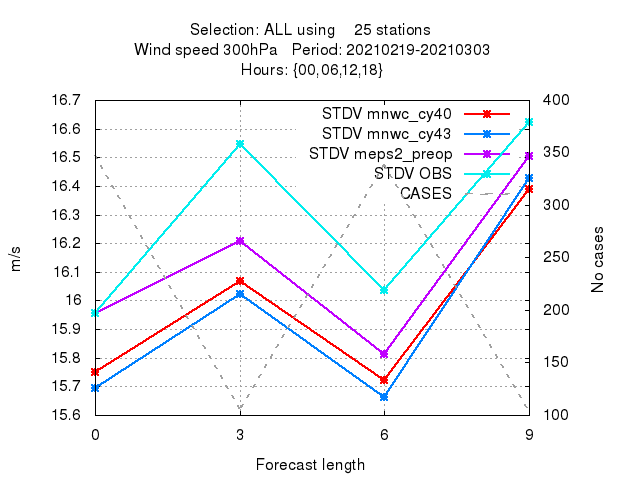 Selection: ALL using 25 stations
Wind speed 300hPa Period: 20210219-20210303
Hours: {00,06,12,18}
STDV mnwc_cy40
STDV mnwc_cy43
STDV meps2_preop
STDV OBS
CASES
16.7
16.6
16.5
16.4
16.3
16.2
16.1
16
15.9
15.8
15.7
15.6
m/s
400
350
300
250
200
150
100
No cases
0 3 6 9
Forecast length